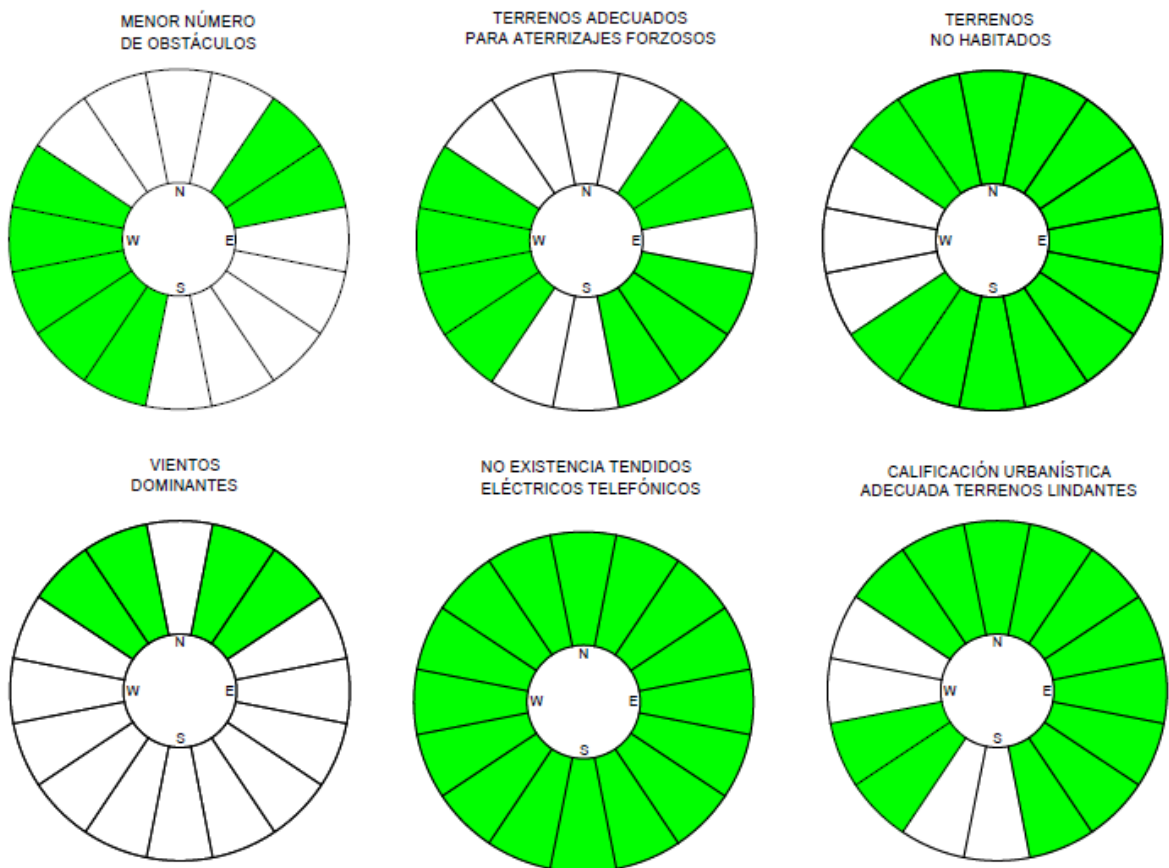 MENOR NÚMERO
DE OBSTÁCULOS
TERRENOS ADECUADOS
PARA ATERRIZAJES FORZOSOS
TERRENOS
NO HABITADOS
N
W E
S
N
W E
S
N
W E
S
VIENTOS
DOMINANTES
NO EXISTENCIA TENDIDOS
ELÉCTRICOS TELEFÓNICOS
CALIFICACIÓN URBANÍSTICA
ADECUADA TERRENOS LINDANTES
N
W E
S
N
W E
S
N
W E
S